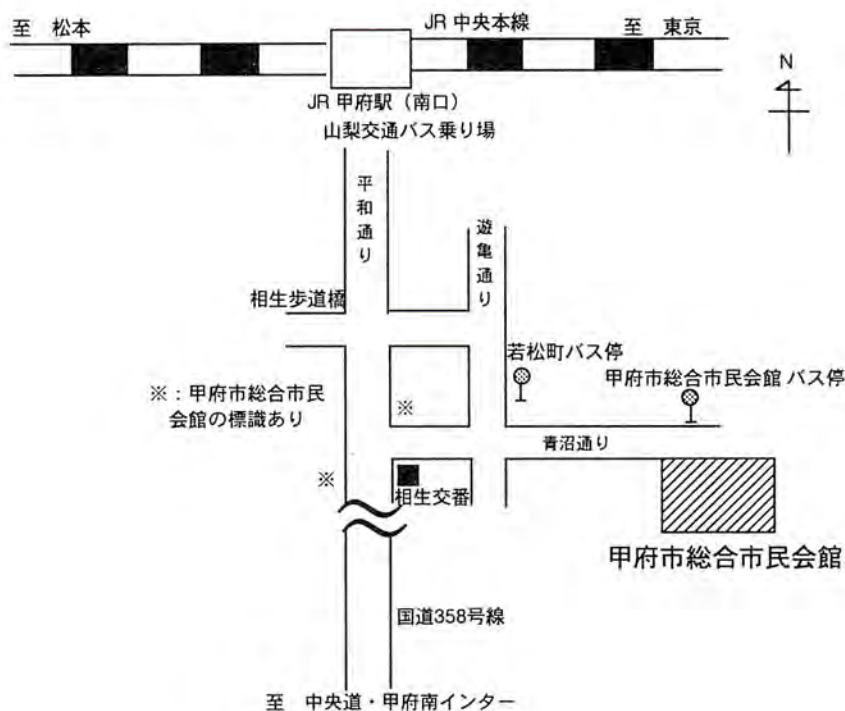 至 松本
JR 中央本線
至 東京
N
JR 甲府駅（南口）
山梨交通バス乗り場
平和通り
遊亀通り
相生歩道橋
若松町バス停
甲府市総合市民会館 バス停
※：甲府市総合市民
会館の標識あり
※
青沼通り
※
相生交番
甲府市総合市民会館
国道358号線
至 中央道・甲府南インター